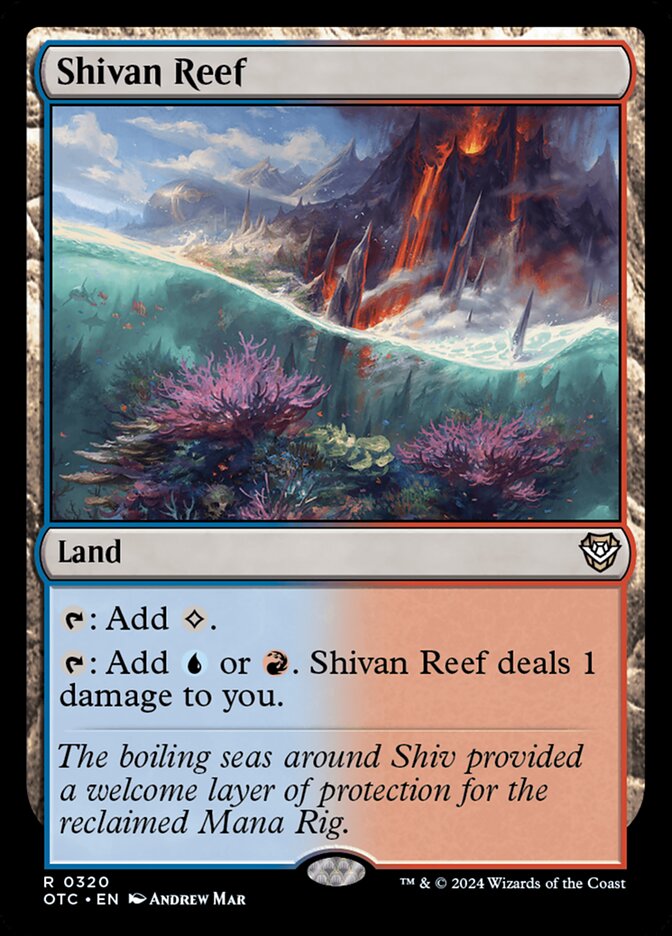 Shivan Reef
Land
: Add .
: Add or . Shivan Reef deals 1
damage to you.
The boiling seas around Shiv provided
a welcome layer of protection for the
reclaimed Mana Rig.
R 0320
OTC • EN Andrew Mar
™ & © 2024 Wizards of the Coast